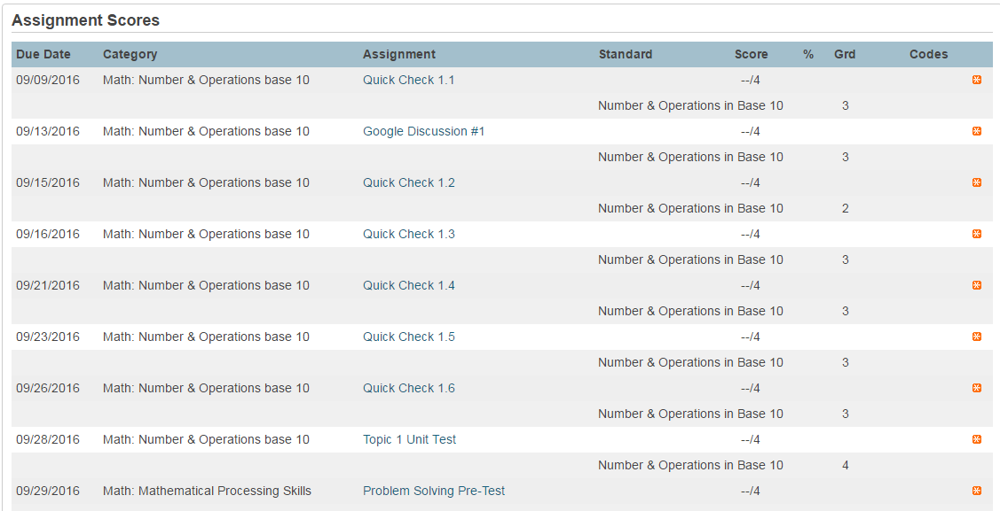 Assignment Scores
Due Date Category Assignment Standard Score % Grd Codes
09/09/2016 Math: Number & Operations base 10 Quick Check 1.1 --/4
Number & Operations in Base 10 3
09/13/2016 Math: Number & Operations base 10 Google Discussion #1 --/4
Number & Operations in Base 10 3
09/15/2016 Math: Number & Operations base 10 Quick Check 1.2 --/4
Number & Operations in Base 10 2
09/16/2016 Math: Number & Operations base 10 Quick Check 1.3 --/4
Number & Operations in Base 10 3
09/21/2016 Math: Number & Operations base 10 Quick Check 1.4 --/4
Number & Operations in Base 10 3
09/23/2016 Math: Number & Operations base 10 Quick Check 1.5 --/4
Number & Operations in Base 10 3
09/26/2016 Math: Number & Operations base 10 Quick Check 1.6 --/4
Number & Operations in Base 10 3
09/28/2016 Math: Number & Operations base 10 Topic 1 Unit Test --/4
Number & Operations in Base 10 4
09/29/2016 Math: Mathematical Processing Skills Problem Solving Pre-Test --/4